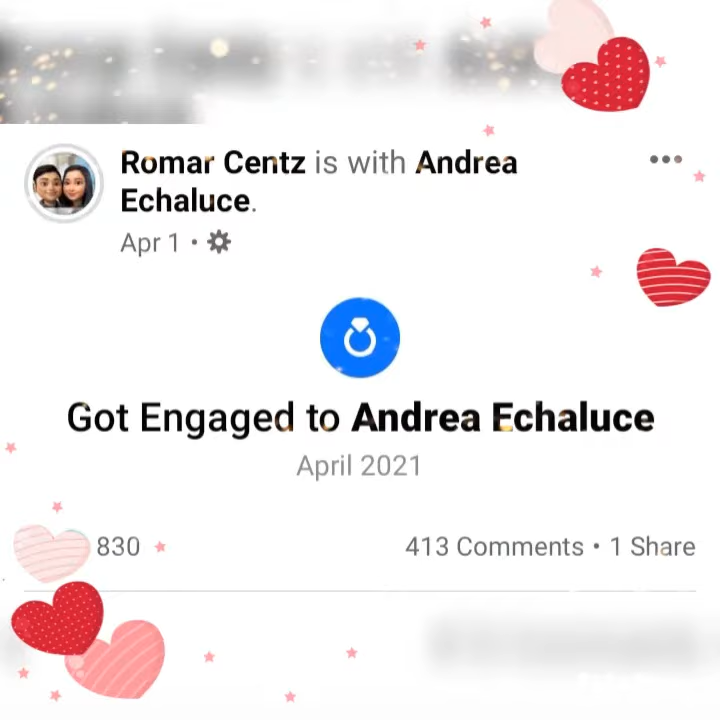 Romar Centz is with Andrea
Echaluce.
Apr 1 •
Got Engaged to Andrea Echaluce
April 2021
830
413 Comments • 1 Share